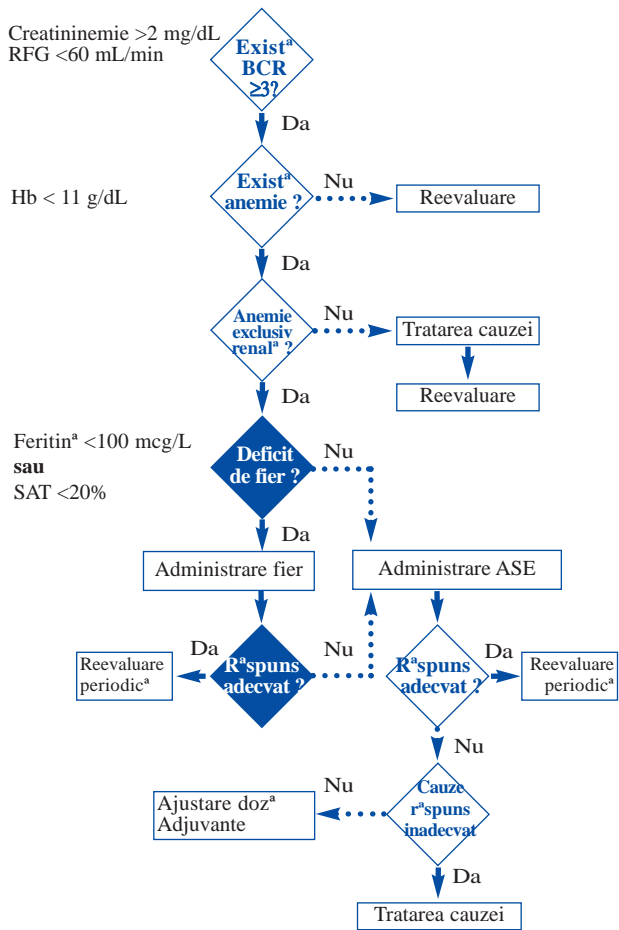 Creatininemie >2 mg/dL
RFG <60 mL/min
Existª
BCR
≥3?
Da
Hb < 11 g/dL
Existª
anemie ?
Nu
Reevaluare
Da
Anemie
exclusiv
renalª ?
Nu
Tratarea cauzei
Reevaluare
Da
Feritinª <100 mcg/L
sau
SAT <20%
Deficit
de fier ?
Nu
Da
Administrare fier
Administrare ASE
Reevaluare
periodicª
Da
Rªspuns
adecvat ?
Nu
Rªspuns
adecvat ?
Da
Reevaluare
periodicª
Nu
Ajustare dozª
Adjuvante
Nu
Cauze
rªspuns
inadecvat
Da
Tratarea cauzei